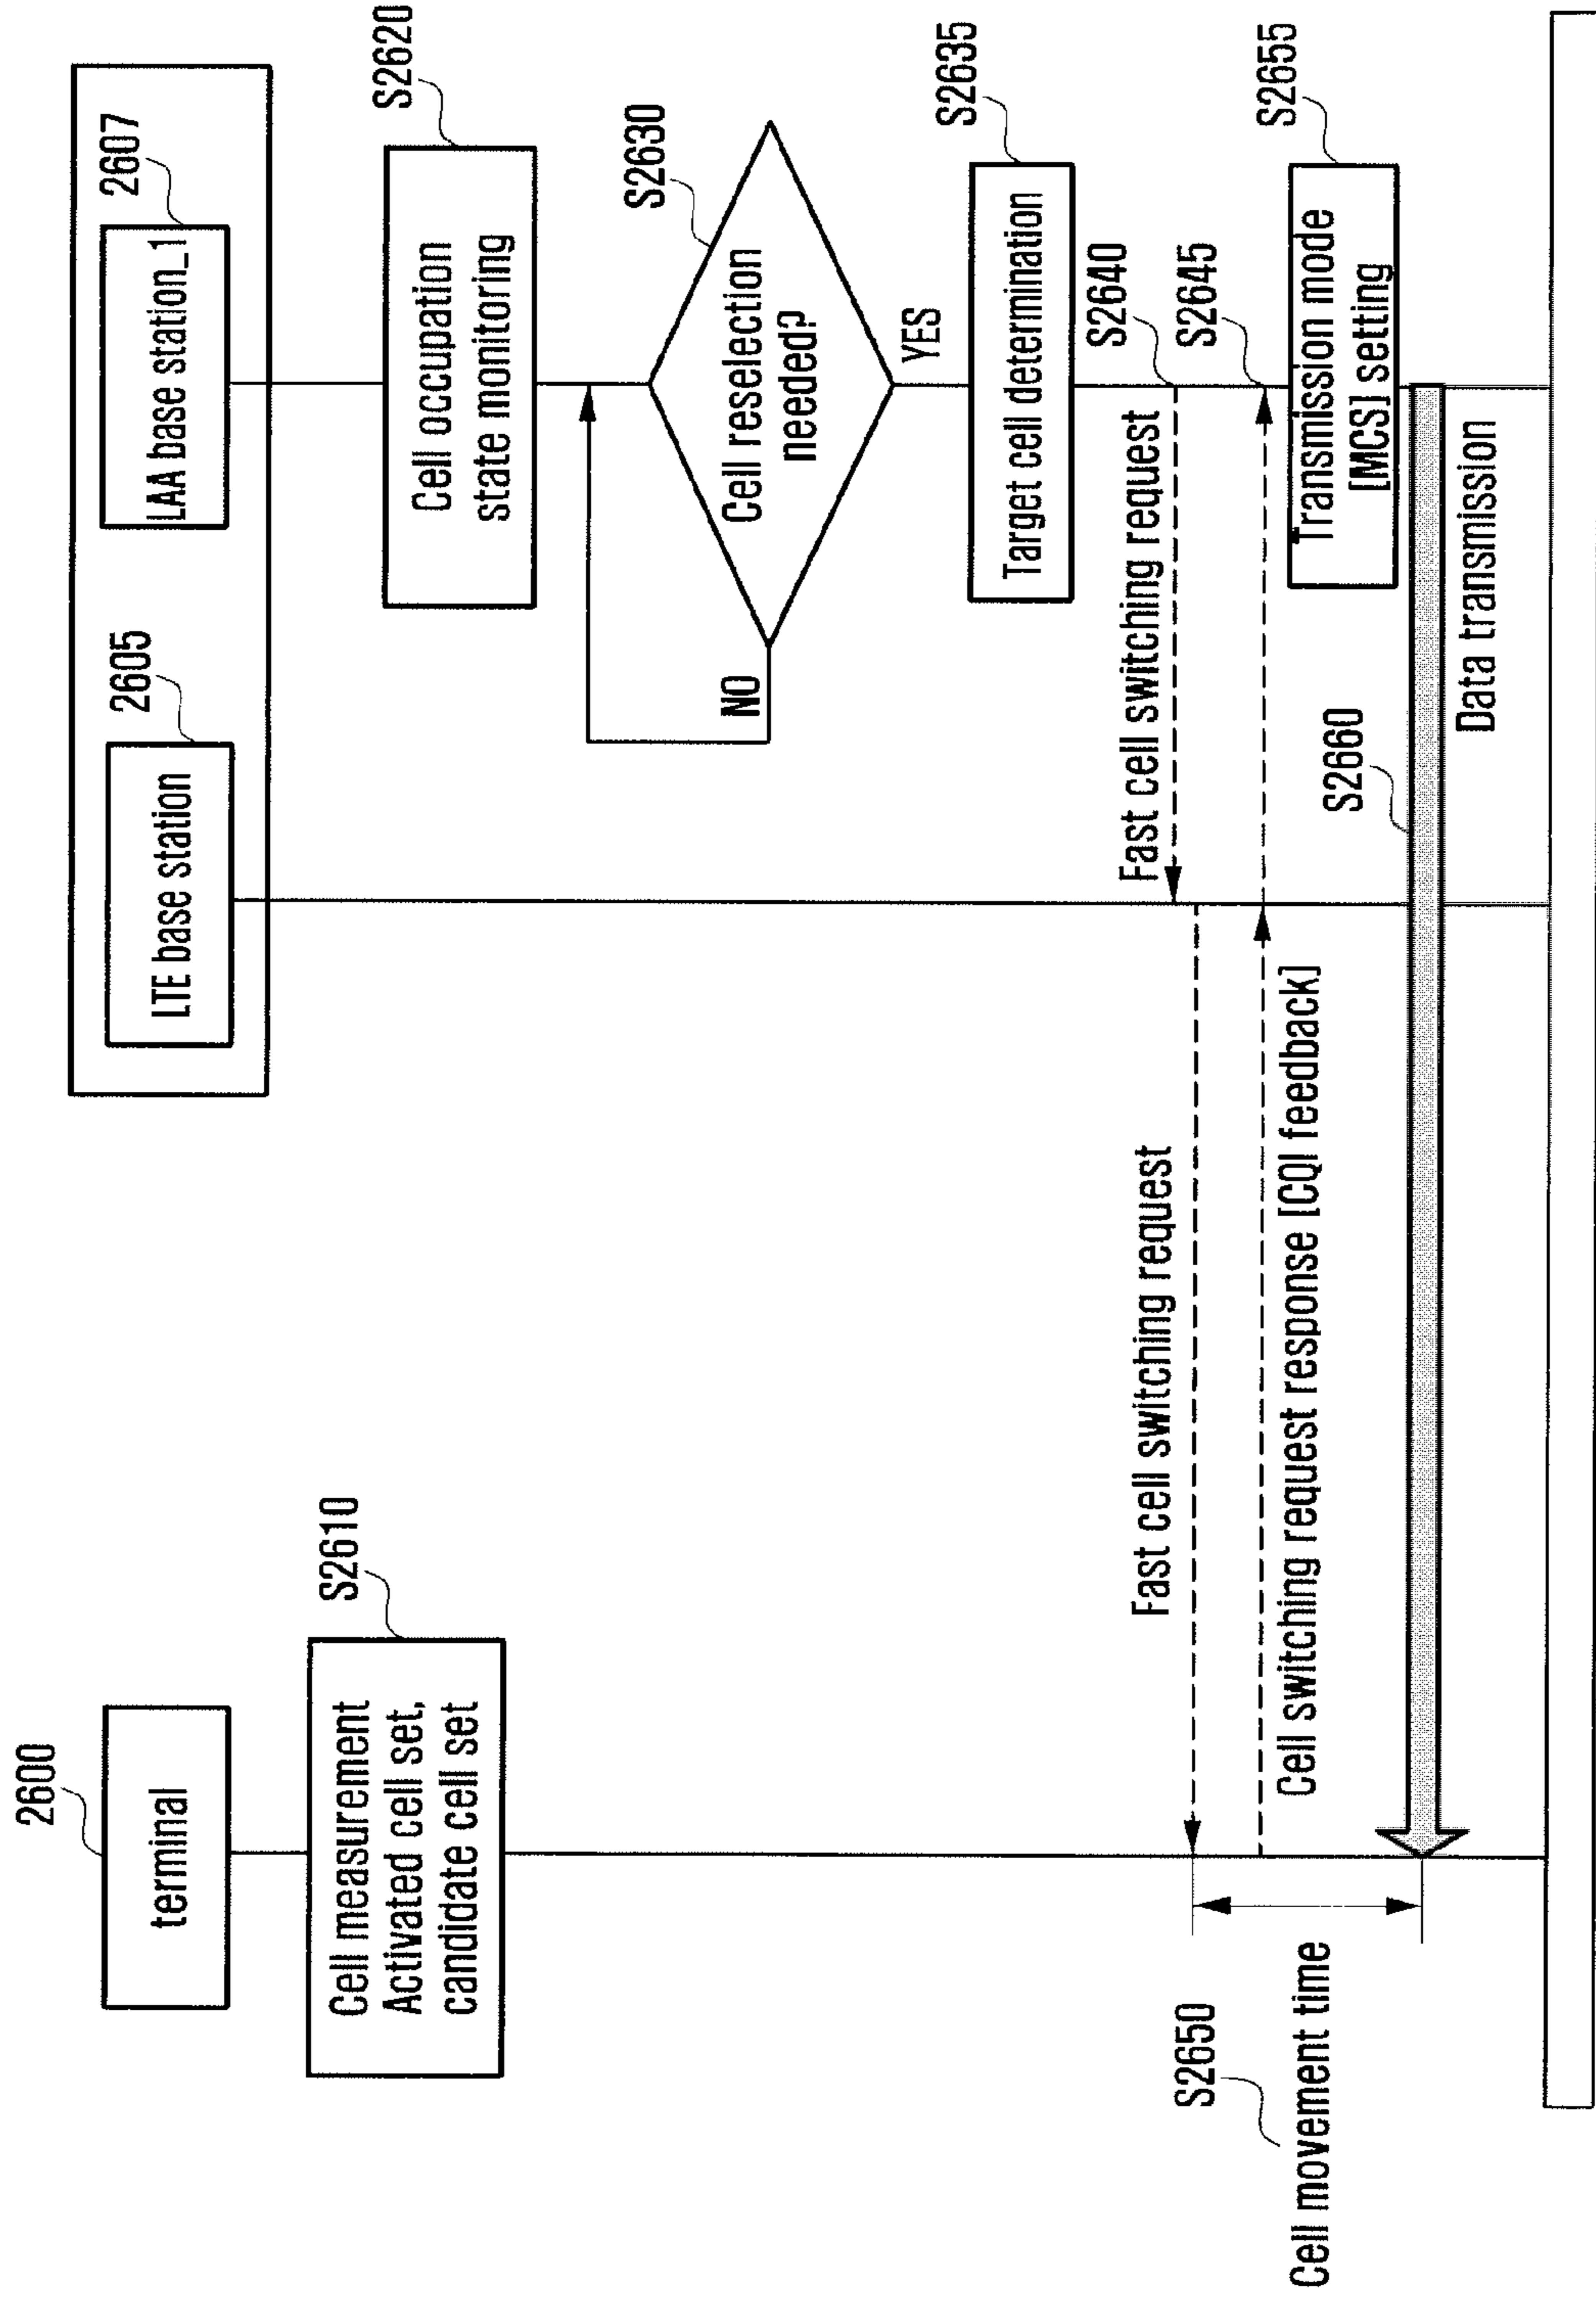 2600
terminal
2605
LTE base station
2607
LAA base station_1
S2610
Cell measurement
Activated cell set,
candidate cell set
S2620
Cell occupation
state monitoring
S2630
Cell reselection
needed?
NO
YES
S2635
Target cell determination
S2640
Fast cell switching request
Fast cell switching request
S2645
Cell switching request response [CQI feedback]
S2650
Cell movement time
S2655
Transmission mode
[MCS] setting
S2660
Data transmission